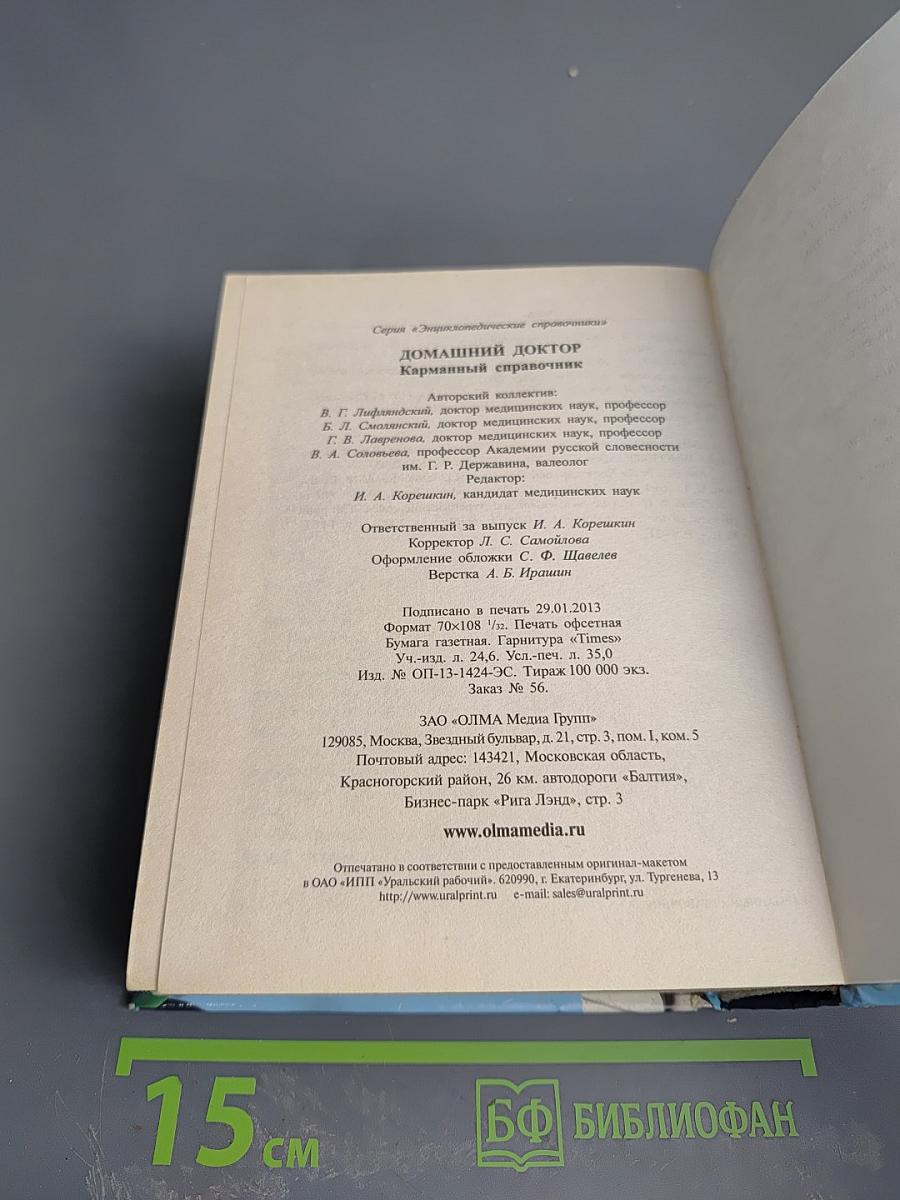 Серия «Энциклопедические справочники»
ДОМАШНИЙ ДОКТОР
Карманный справочник
Авторский коллектив:
В. Г. Лифляндский, доктор медицинских наук, профессор
Б. Л. Смолянский, доктор медицинских наук, профессор
Г. В. Лавренова, доктор медицинских наук, профессор
В. А. Соловьева, профессор Академии русской словесности
им. Г. Р. Державина, валеолог
Редактор:
И. А. Корешкин, кандидат медицинских наук
Ответственный за выпуск И. А. Корешкин
Корректор Л. С. Самойлова
Оформление обложки С. Ф. Щавелев
Верстка А. Б. Ирашин
Подписано в печать 29.01.2013
Формат 70×108 1/32. Печать офсетная
Бумага газетная. Гарнитура «Times»
Уч.-изд. л. 24,6. Усл.-печ. л. 35,0
Изд. № ОП-13-1424-ЭС. Тираж 100 000 экз.
Заказ № 56.
ЗАО «ОЛМА Медиа Групп»
129085, Москва, Звездный бульвар, д. 21, стр. 3, пом. I, ком. 5
Почтовый адрес: 143421, Московская область,
Красногорский район, 26 км. автодороги «Балтия»,
Бизнес-парк «Рига Лэнд», стр. 3
www.olmamedia.ru
Отпечатано в соответствии с предоставленным оригинал-макетом
в ОАО «ИПП «Уральский рабочий». 620990, г. Екатеринбург, ул. Тургенева, 13
http://www.uralprint.ru e-mail: sales@uralprint.ru
15 см
БФ БИБЛИОФАН